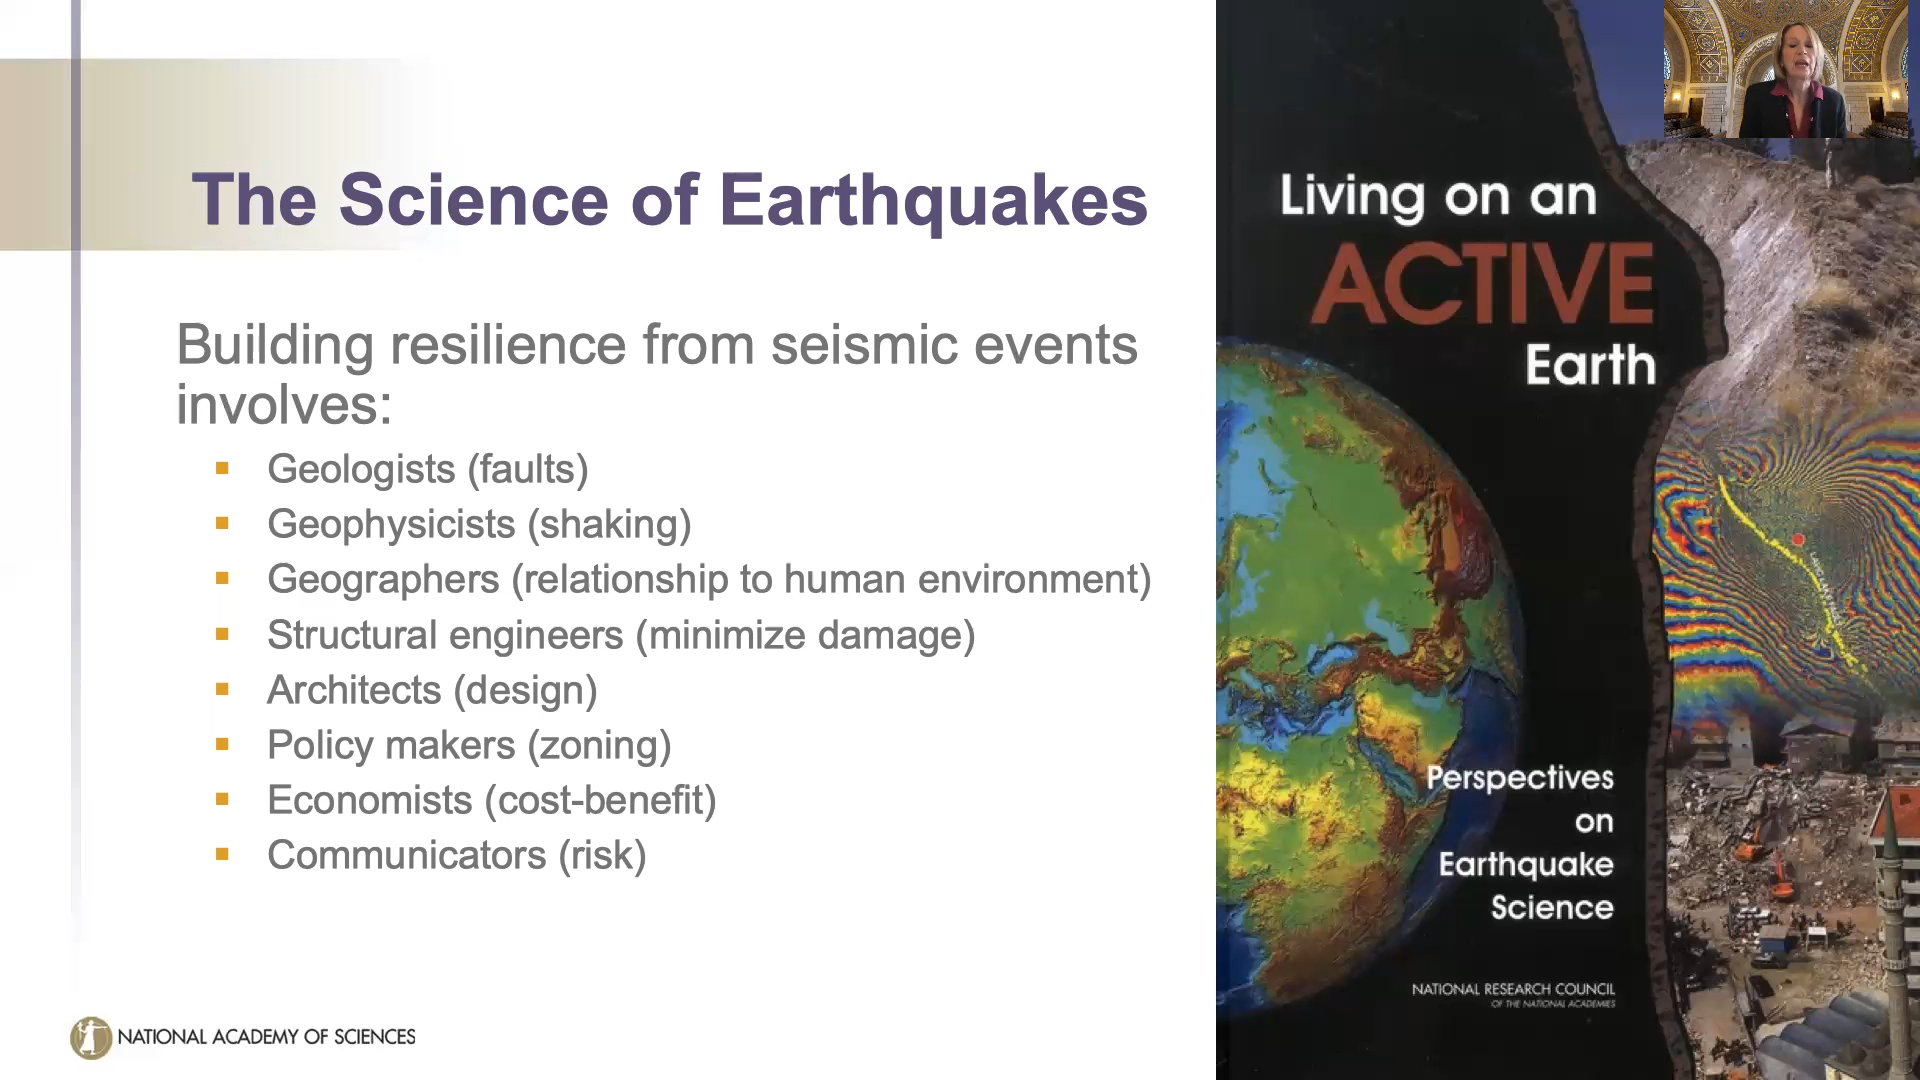 The Science of Earthquakes
Building resilience from seismic events
involves:
Geologists (faults)
Geophysicists (shaking)
Geographers (relationship to human environment)
Structural engineers (minimize damage)
Architects (design)
Policy makers (zoning)
Economists (cost-benefit)
Communicators (risk)
NATIONAL ACADEMY OF SCIENCES
Living on an
ACTIVE
Earth
Perspectives
on
Earthquake
Science
NATIONAL RESEARCH COUNCIL
OF THE NATIONAL ACADEMIES